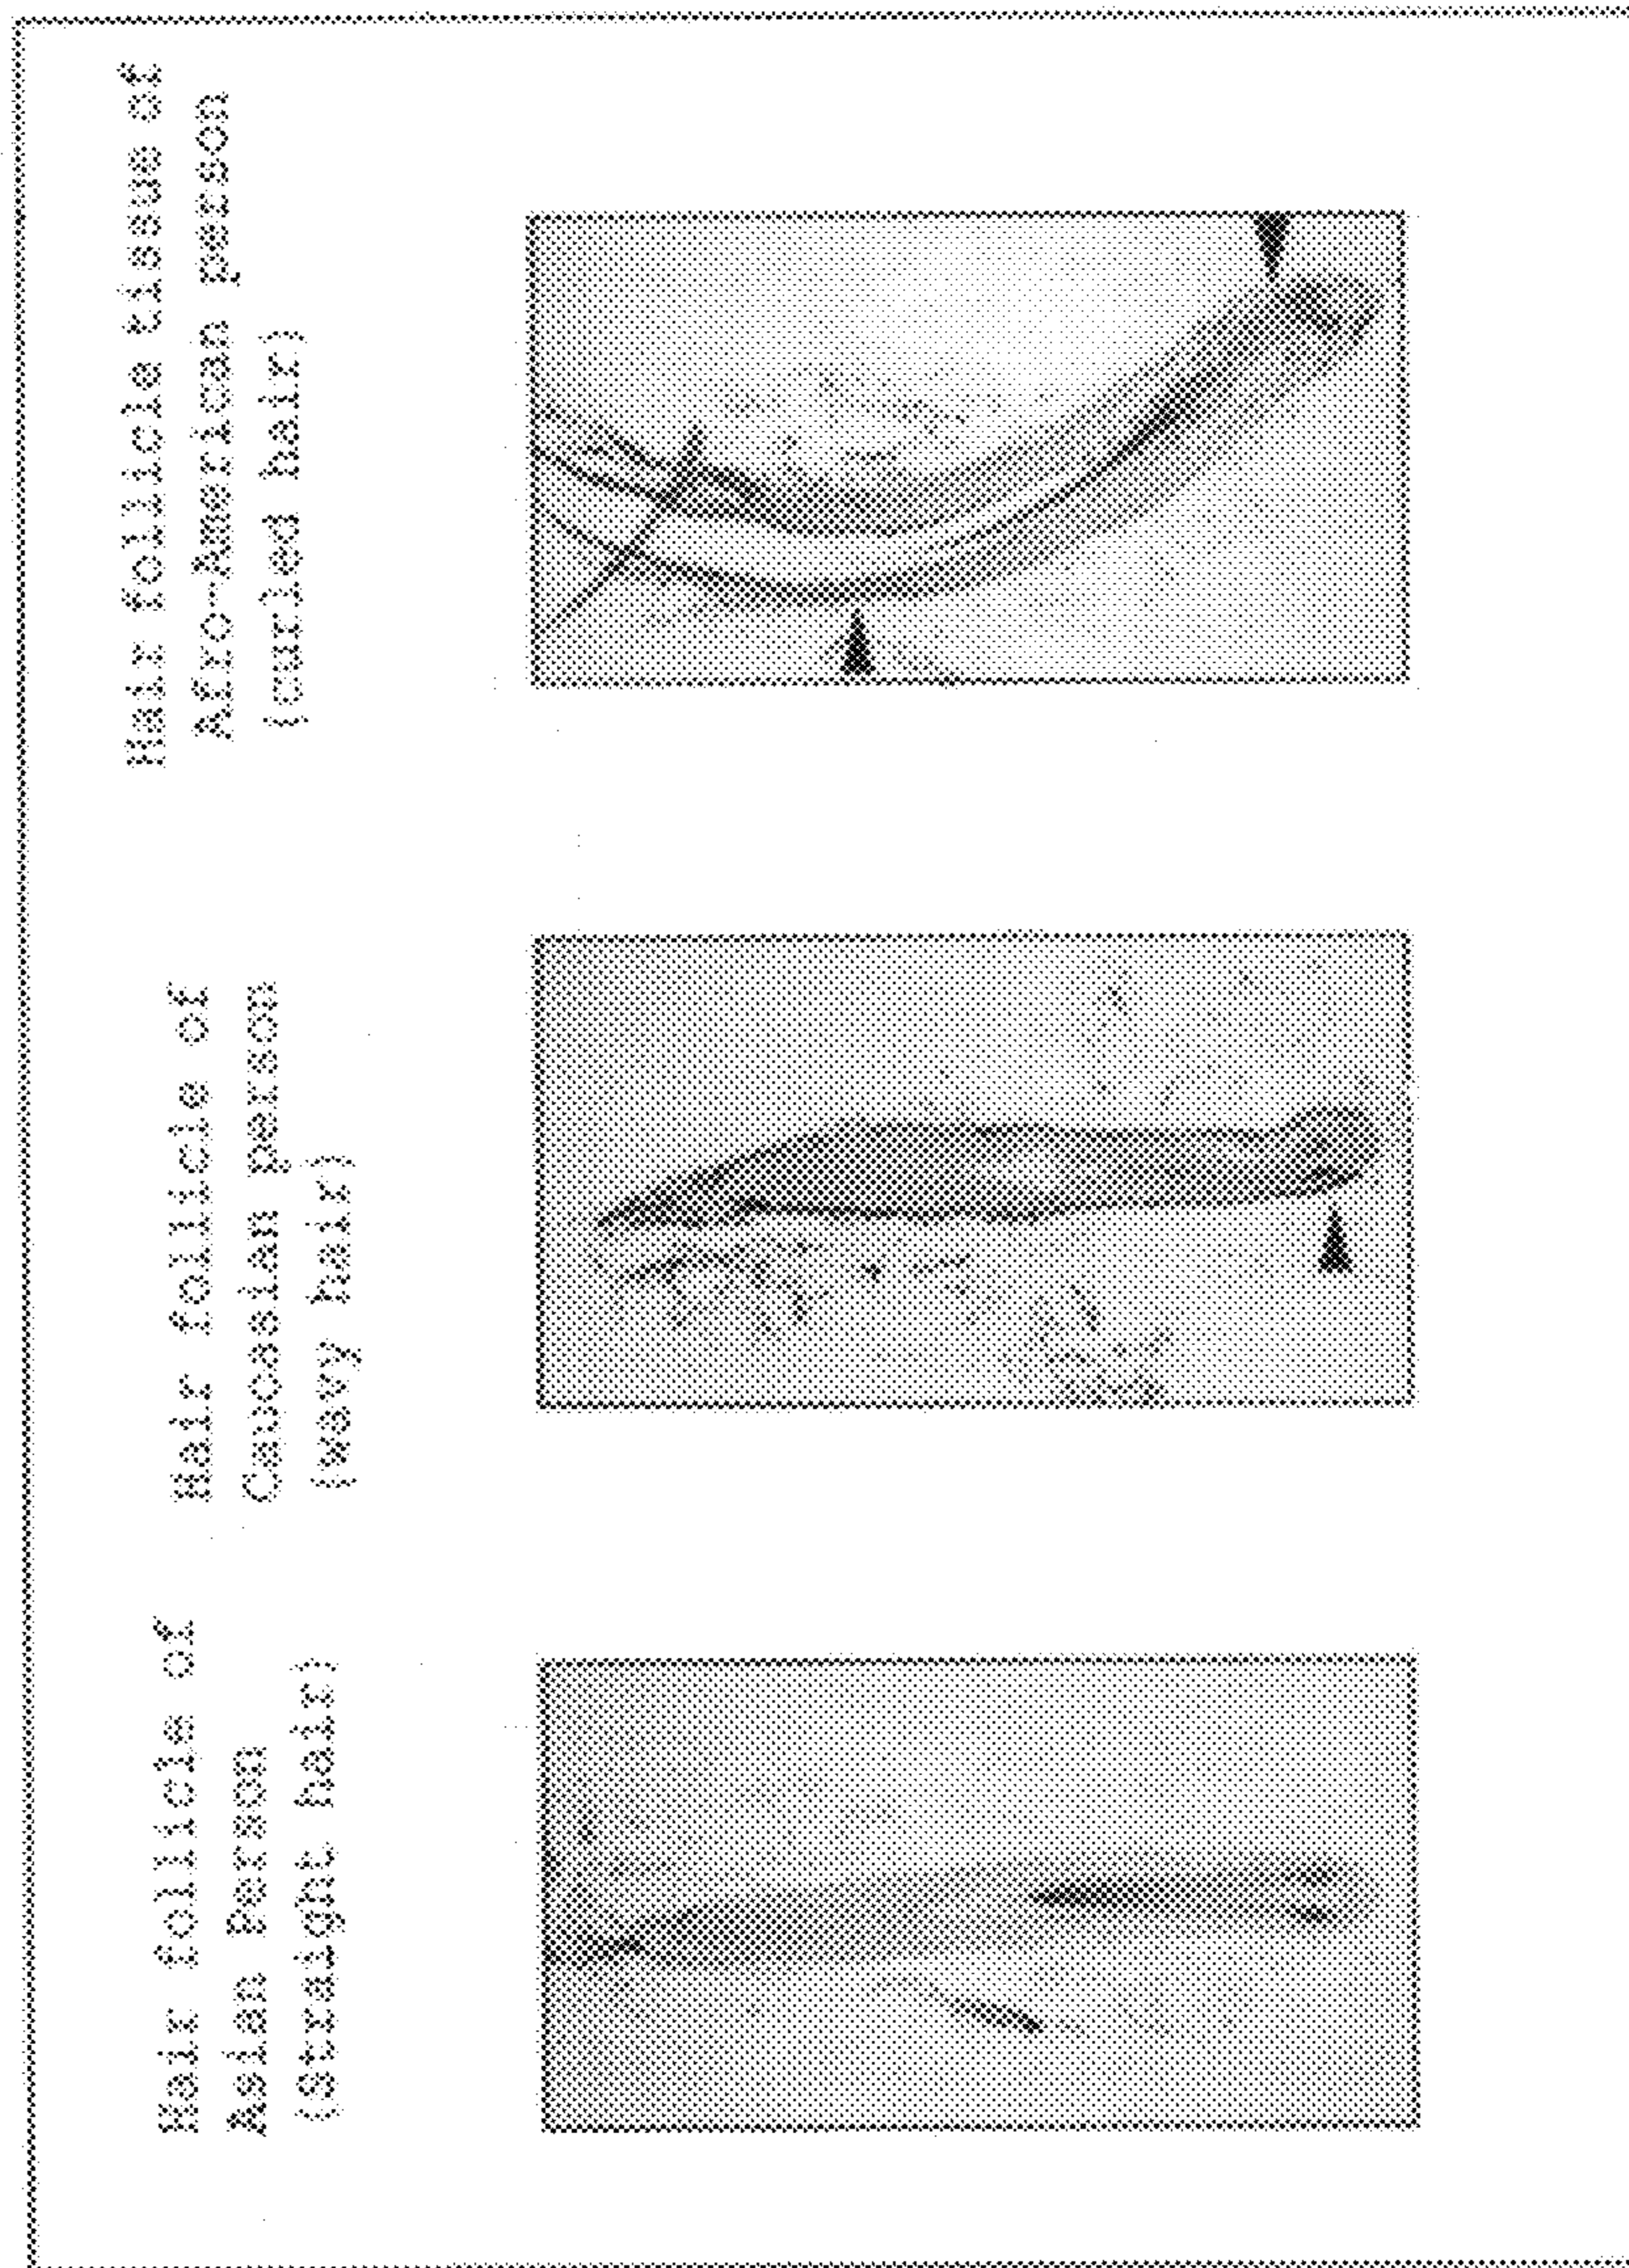 Hair follicle of
Asian Person
(Straight hair)
Hair follicle of
Caucasian person
(wavy hair)
Hair follicle tissue of
Afro-American person
(curled hair)